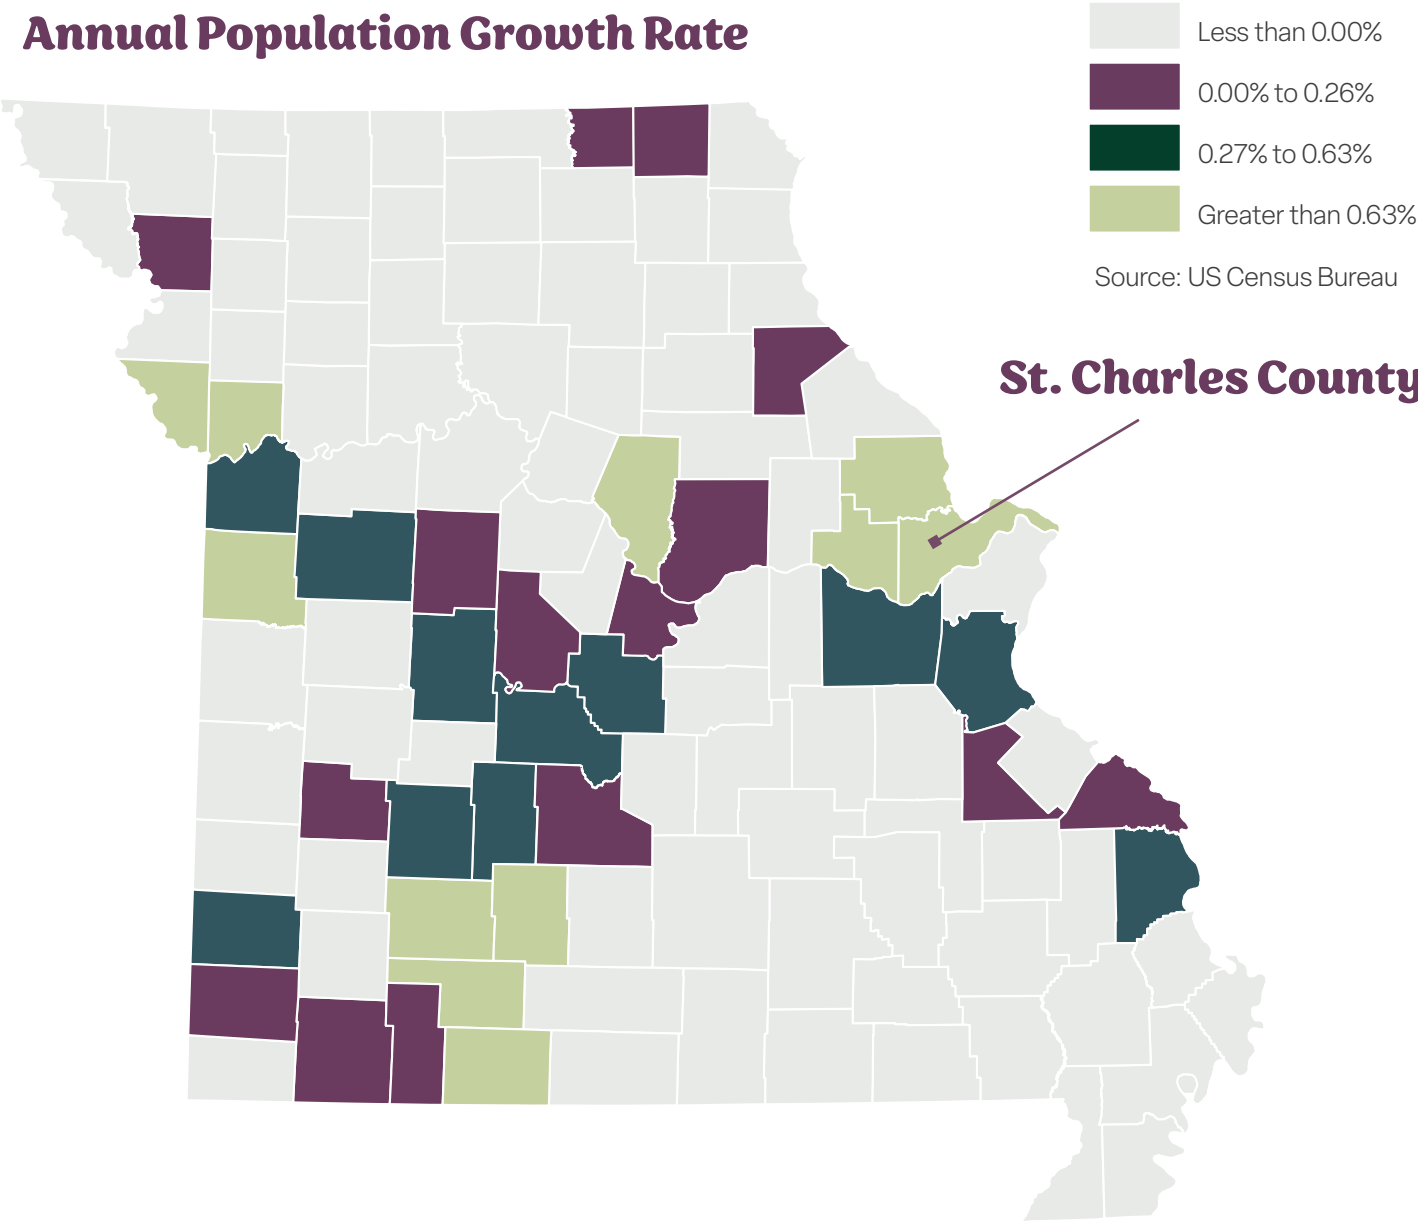 Annual Population Growth Rate
Less than 0.00%
0.00% to 0.26%
0.27% to 0.63%
Greater than 0.63%
Source: US Census Bureau
St. Charles County